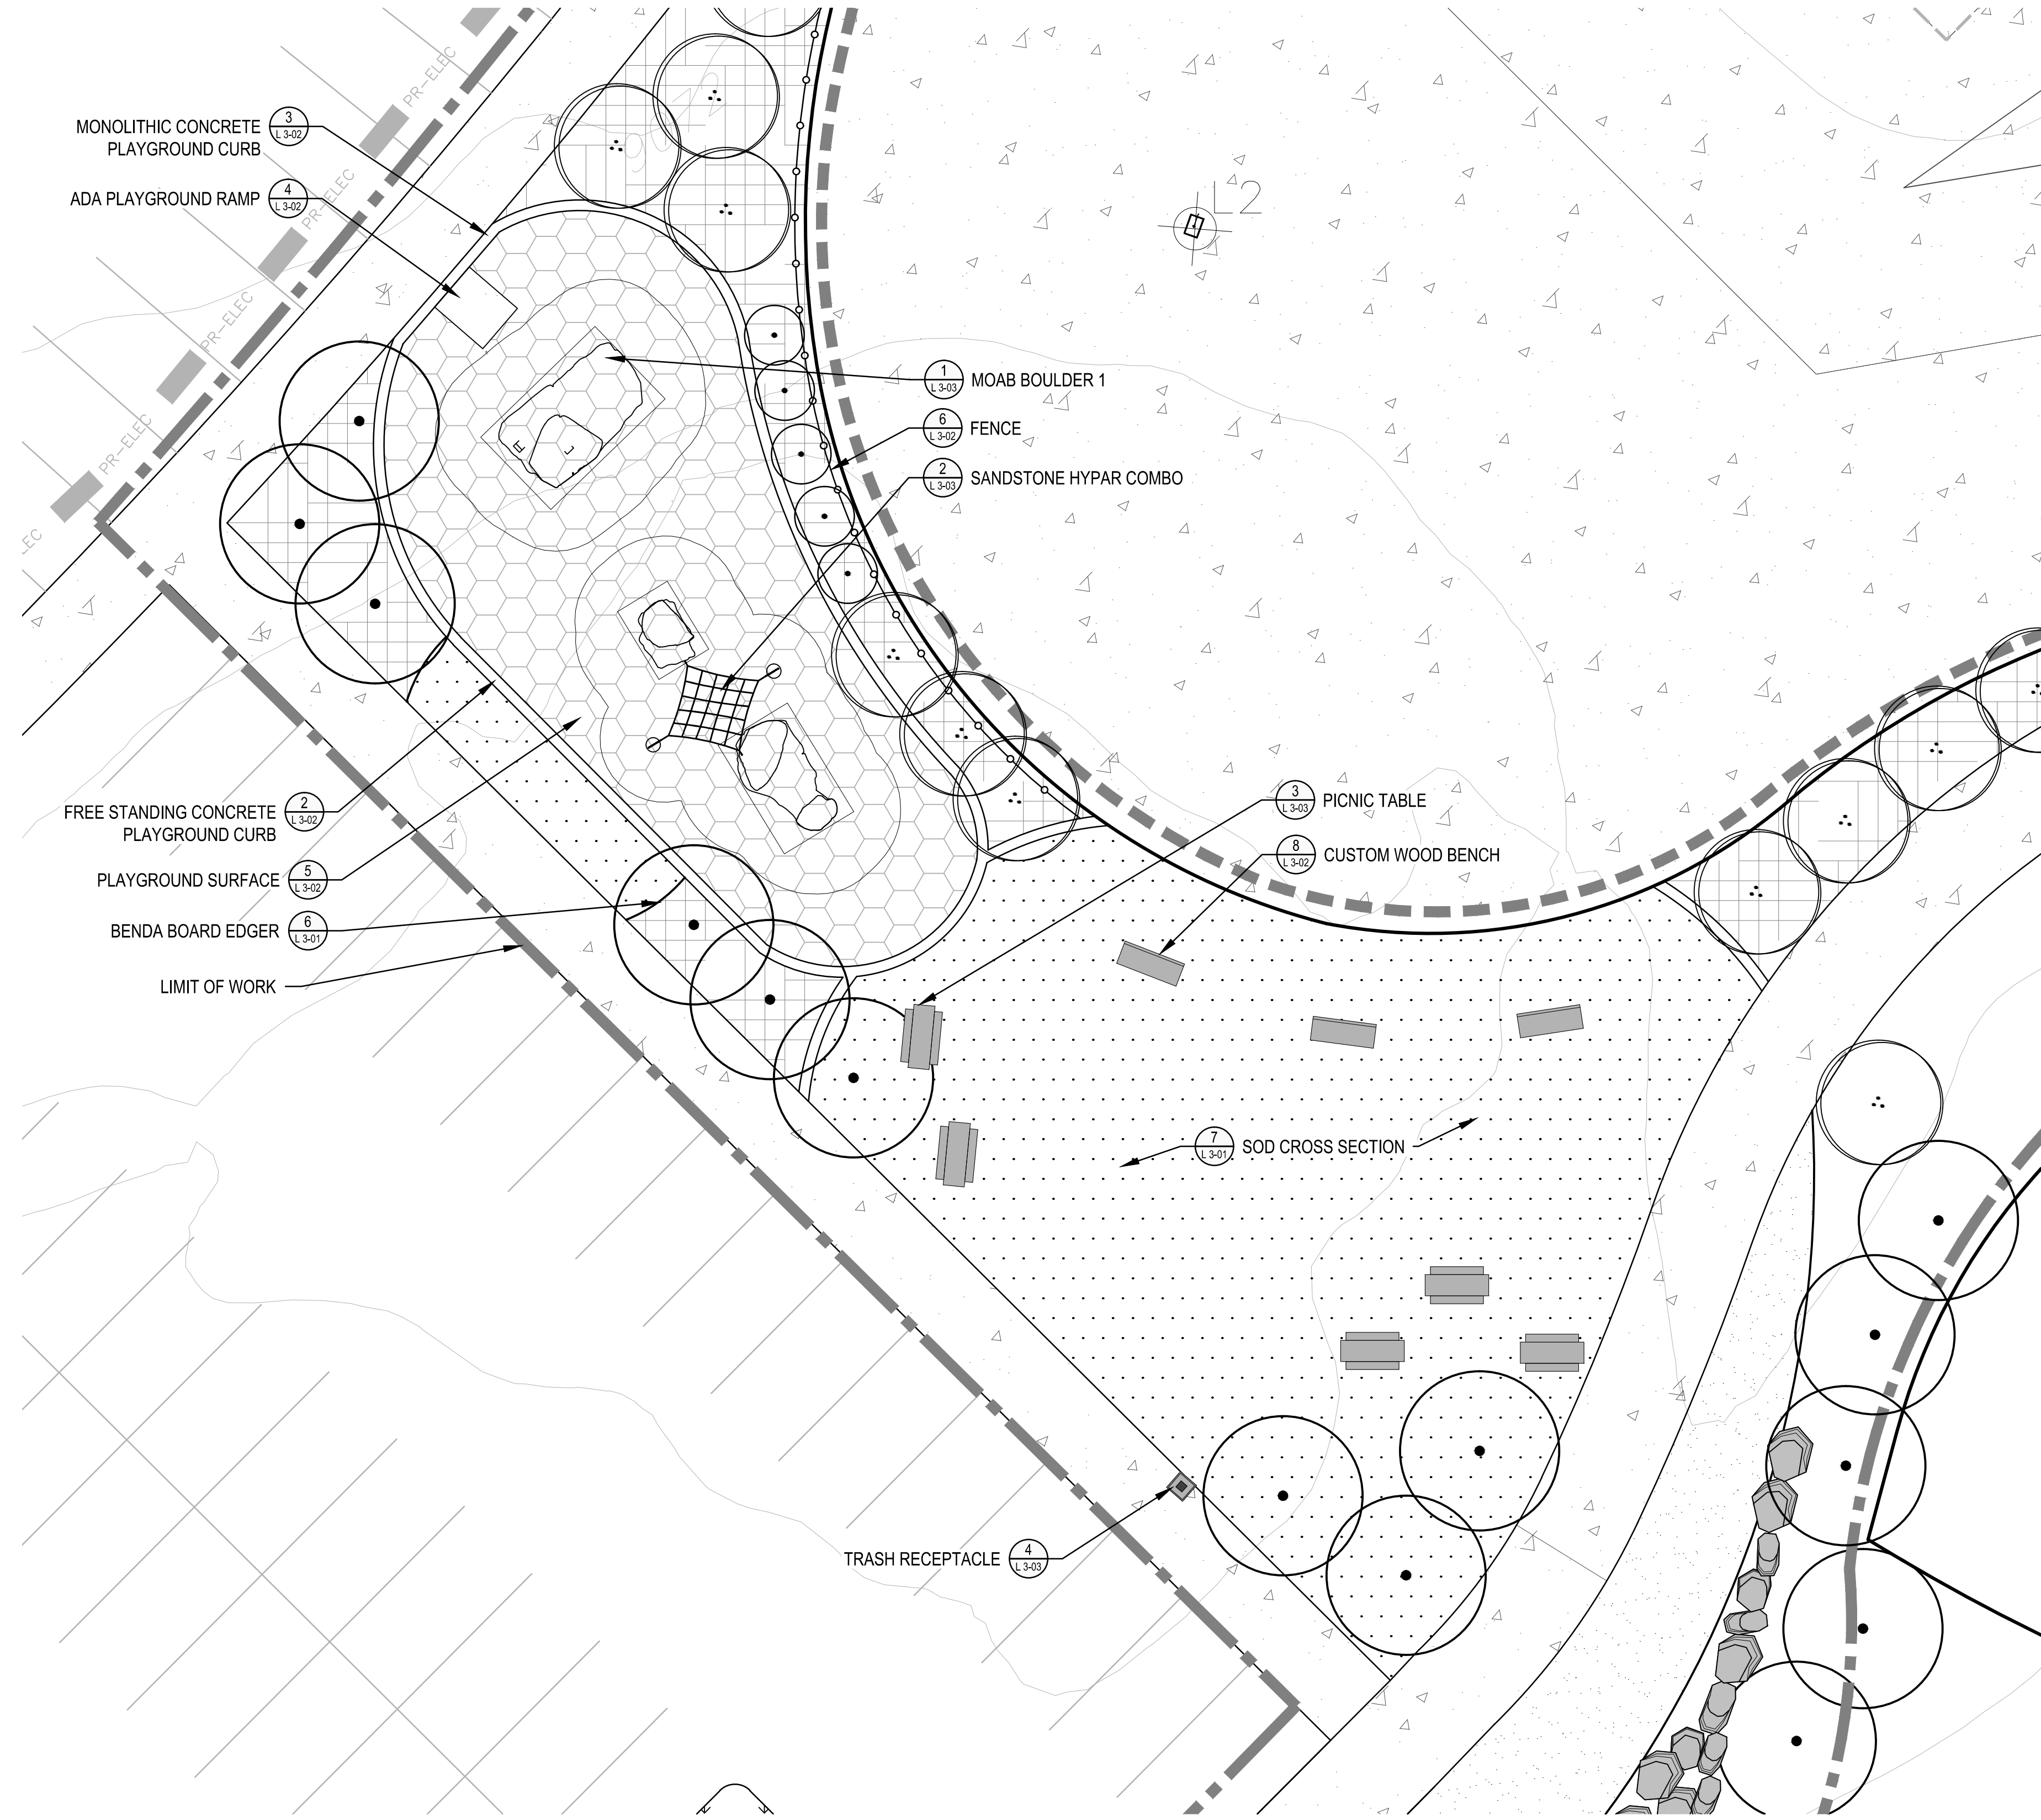 PR-ELEC
PR-ELEC
PR-ELEC
PR-ELEC
PR-ELEC
LEC
MONOLITHIC CONCRETE
PLAYGROUND CURB
3
L 3-02
ADA PLAYGROUND RAMP
4
L 3-02
L2
1
L 3-03
MOAB BOULDER 1
6
L 3-02
FENCE
2
L 3-03
SANDSTONE HYPAR COMBO
FREE STANDING CONCRETE
PLAYGROUND CURB
2
L 3-02
PLAYGROUND SURFACE
5
L 3-02
BENDA BOARD EDGER
6
L 3-01
LIMIT OF WORK
3
L 3-03
PICNIC TABLE
8
L 3-02
CUSTOM WOOD BENCH
7
L 3-01
SOD CROSS SECTION
TRASH RECEPTACLE
4
L 3-03